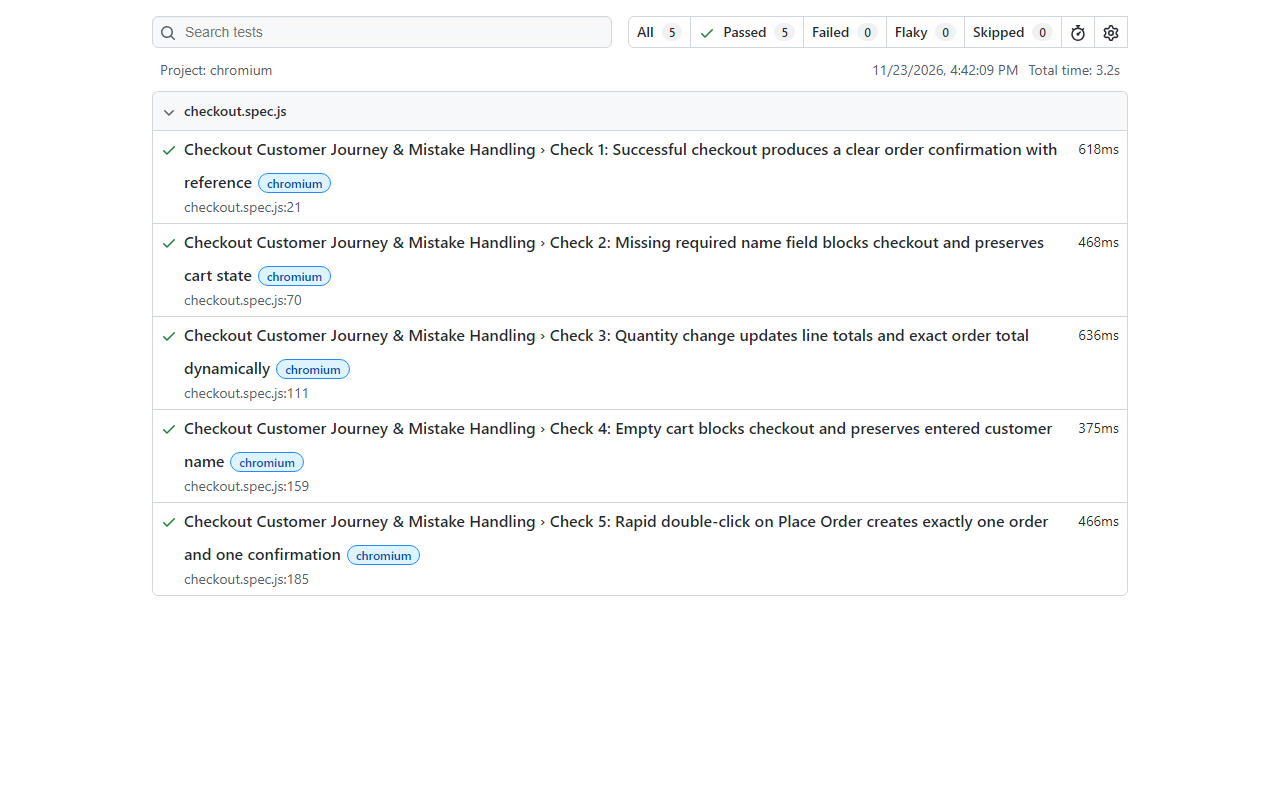 Search tests
All 5 Passed 5 Failed 0 Flaky 0 Skipped 0
Project: chromium
11/23/2026, 4:42:09 PM Total time: 3.2s
checkout.spec.js
Checkout Customer Journey & Mistake Handling › Check 1: Successful checkout produces a clear order confirmation with 618ms
reference chromium
checkout.spec.js:21
Checkout Customer Journey & Mistake Handling › Check 2: Missing required name field blocks checkout and preserves 468ms
cart state chromium
checkout.spec.js:70
Checkout Customer Journey & Mistake Handling › Check 3: Quantity change updates line totals and exact order total 636ms
dynamically chromium
checkout.spec.js:111
Checkout Customer Journey & Mistake Handling › Check 4: Empty cart blocks checkout and preserves entered customer 375ms
name chromium
checkout.spec.js:159
Checkout Customer Journey & Mistake Handling › Check 5: Rapid double-click on Place Order creates exactly one order 466ms
and one confirmation chromium
checkout.spec.js:185